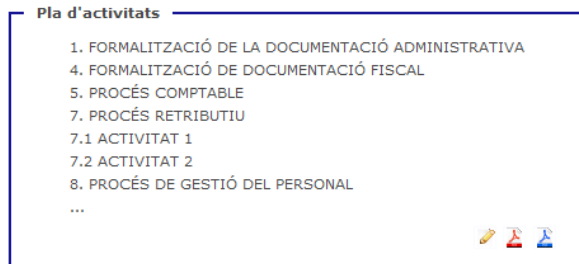 Pla d'activitats
1. FORMALITZACIÓ DE LA DOCUMENTACIÓ ADMINISTRATIVA
4. FORMALITZACIÓ DE DOCUMENTACIÓ FISCAL
5. PROCÉS COMPTABLE
7. PROCÉS RETRIBUTIU
7.1 ACTIVITAT 1
7.2 ACTIVITAT 2
8. PROCÉS DE GESTIÓ DEL PERSONAL
...